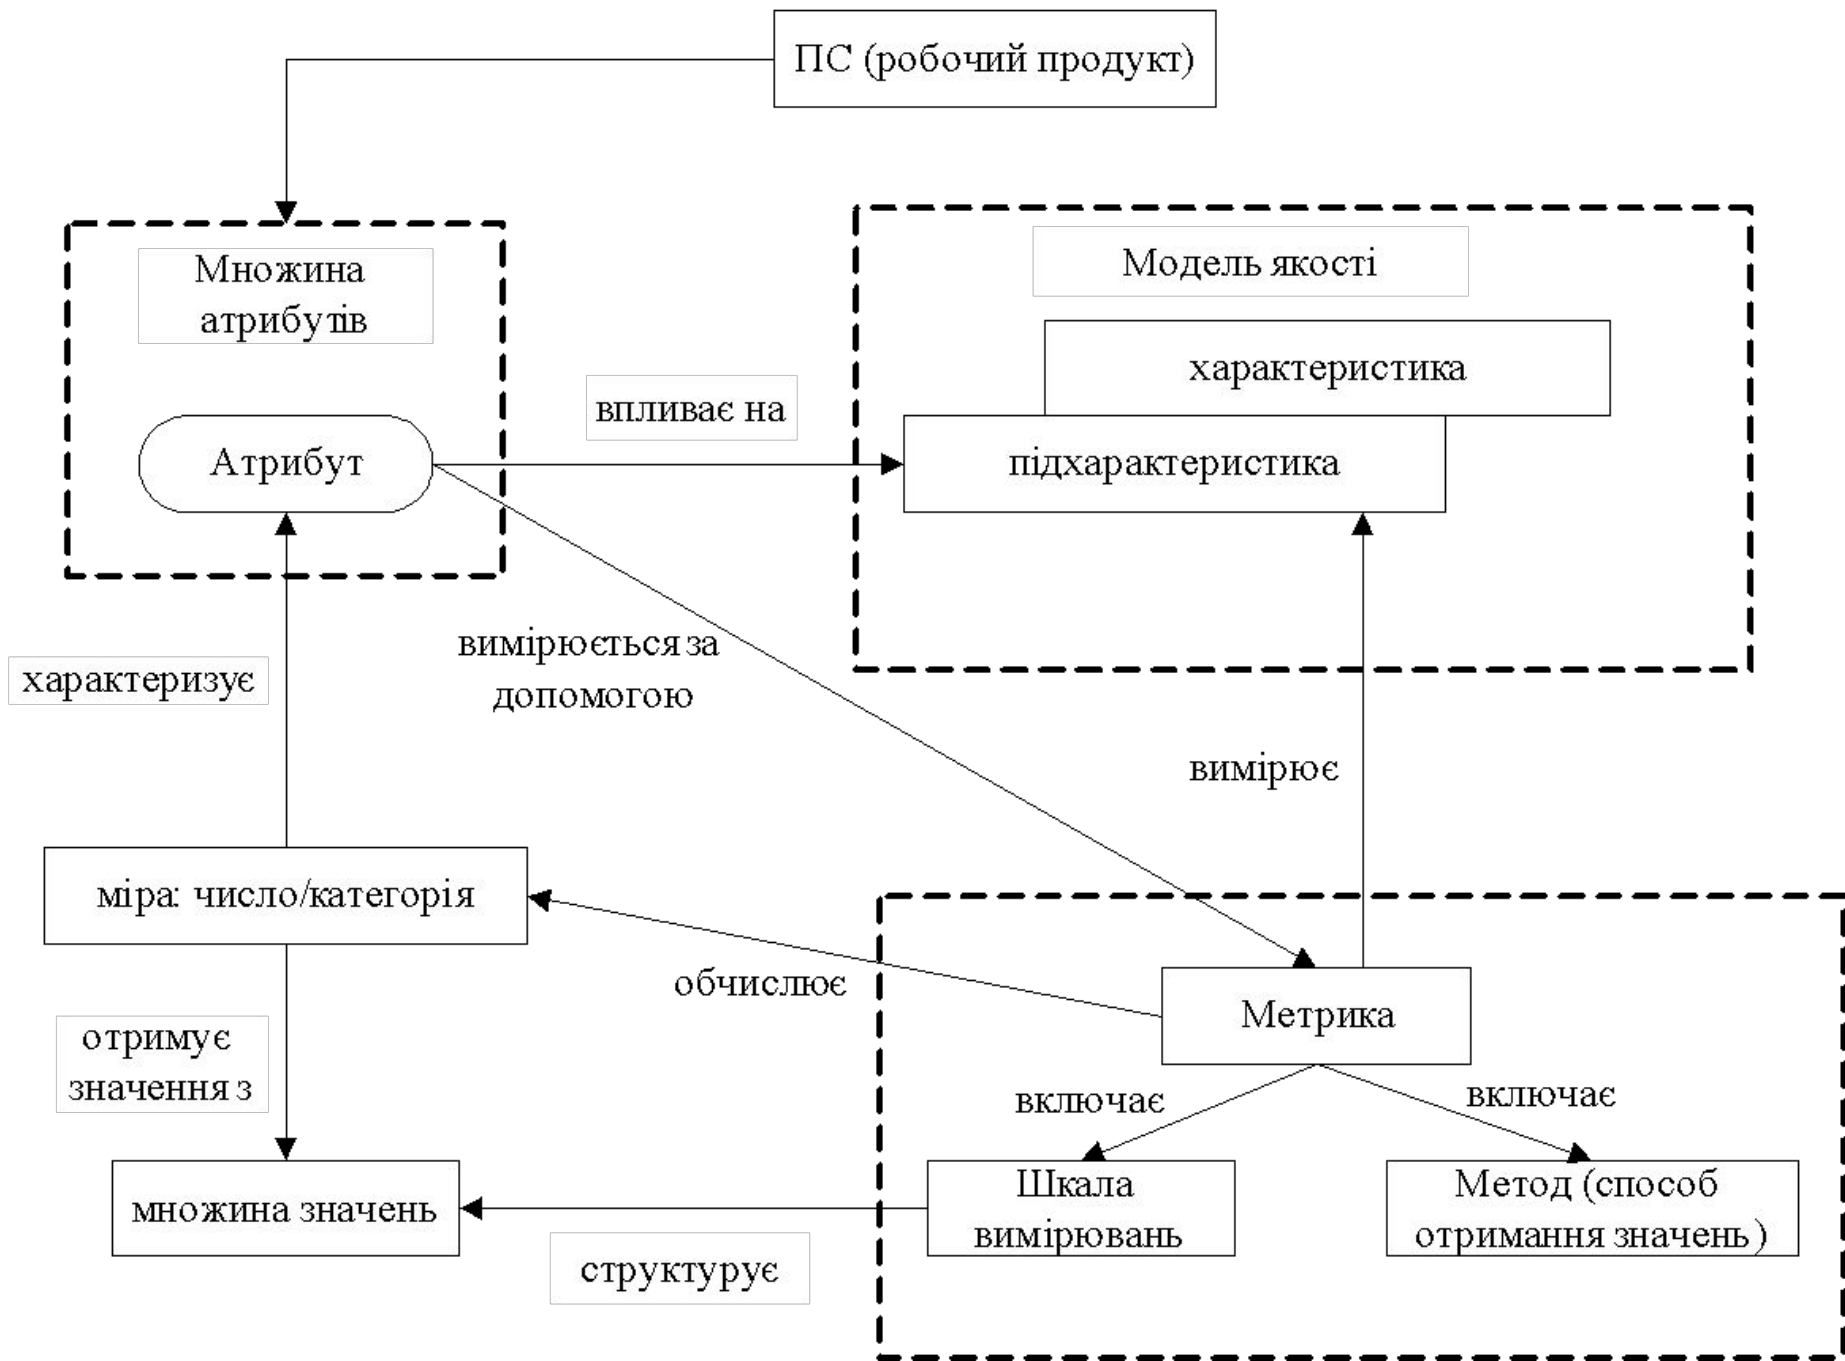 ПС (робочий продукт)
Множина
атрибутів
Модель якості
характеристика
впливає на
Атрибут
підхарактеристика
вимірюється за
допомогою
характеризує
вимірює
міра: число/категорія
обчислює
Метрика
отримує
значення з
включає
включає
множина значень
Шкала
вимірювань
Метод (спосіб
отримання значень)
структурує